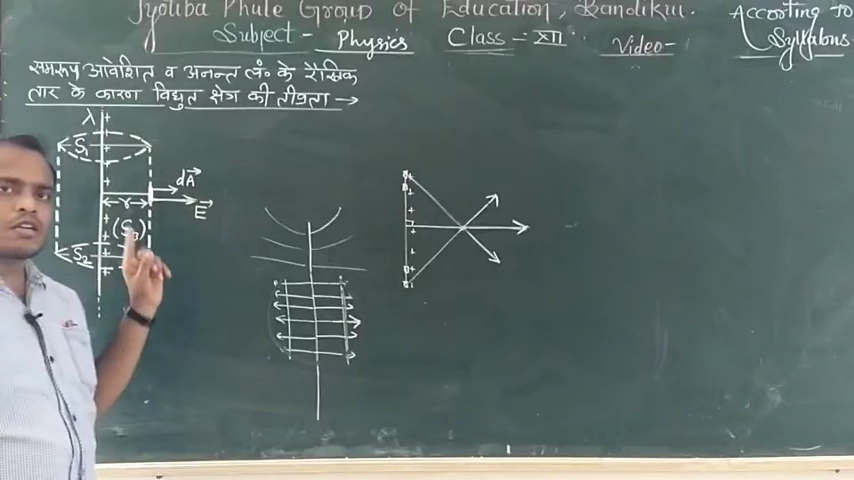 Jyotiba Phule Group of Education, Bandikui.
Subject - Physics Class - XII Video -
According To Syllabus
समरूप आवेशित व अनन्त लं० के रैखिक
तार के कारण विद्युत क्षेत्र की तीव्रता →
λ
S₁
dA
r
E
(S₃)
S₂